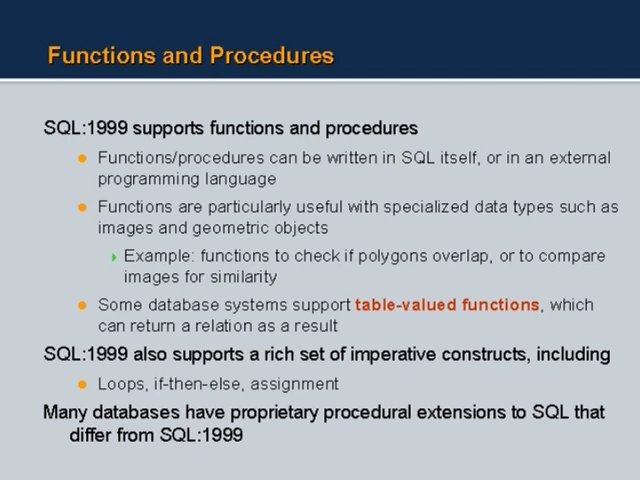 Functions and Procedures
SQL:1999 supports functions and procedures
Functions/procedures can be written in SQL itself, or in an external
programming language
Functions are particularly useful with specialized data types such as
images and geometric objects
Example: functions to check if polygons overlap, or to compare
images for similarity
Some database systems support table-valued functions, which
can return a relation as a result
SQL:1999 also supports a rich set of imperative constructs, including
Loops, if-then-else, assignment
Many databases have proprietary procedural extensions to SQL that
differ from SQL:1999